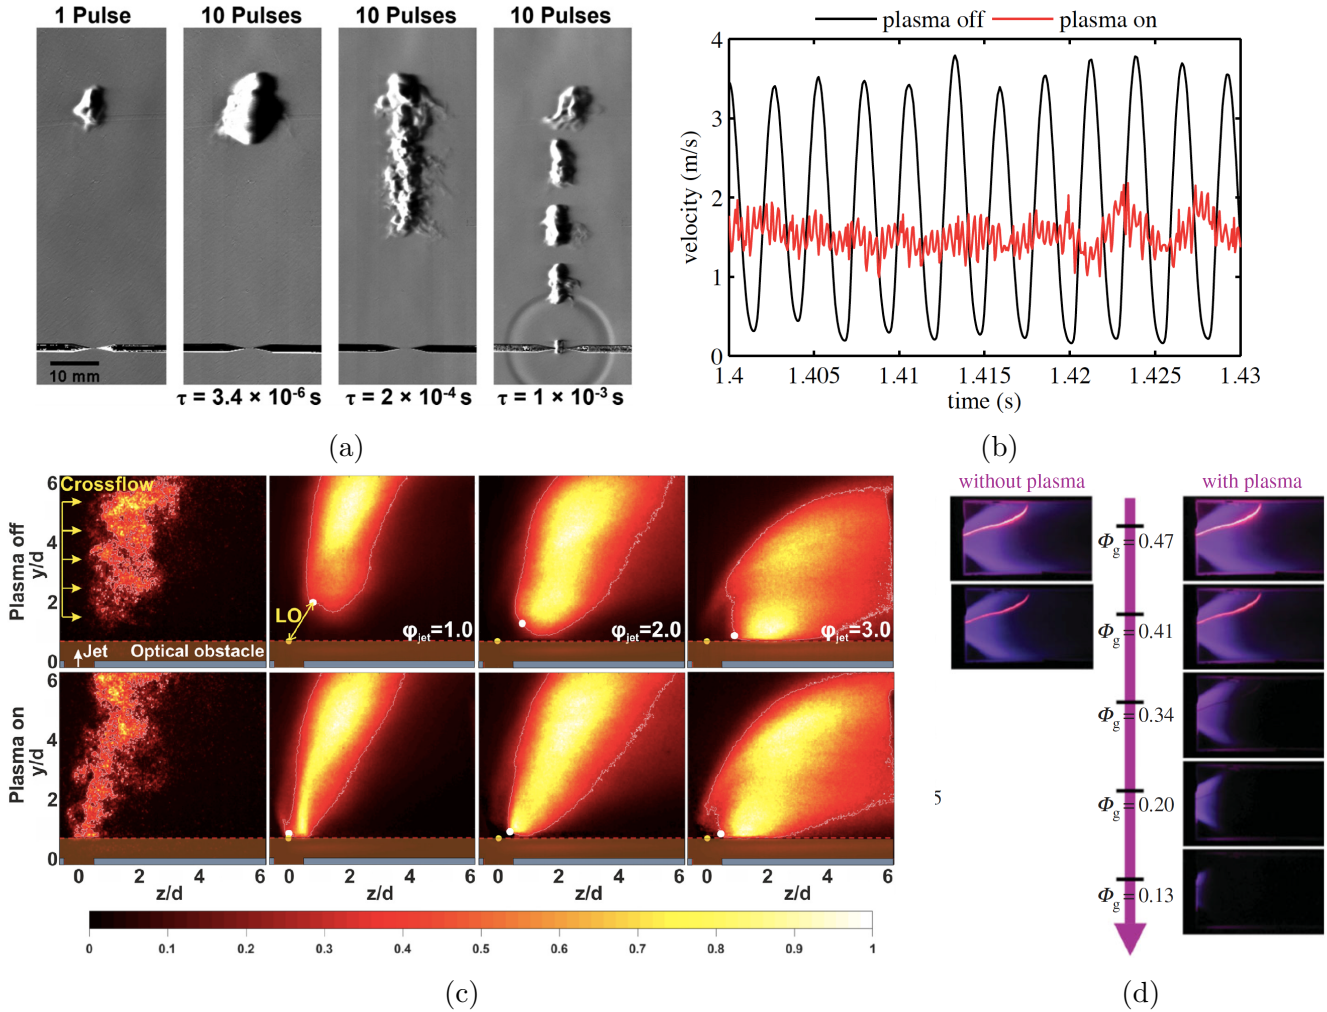 1 Pulse
10 Pulses
10 Pulses
10 Pulses
10 mm
τ = 3.4 × 10⁻⁶ s
τ = 2 × 10⁻⁴ s
τ = 1 × 10⁻³ s
(a)
plasma off
plasma on
velocity (m/s)
4
3
2
1
0
1.4
1.405
1.41
1.415
1.42
1.425
1.43
time (s)
(b)
Plasma off
y/d
6
4
2
0
Crossflow
Jet
Optical obstacle
LO
φjet=1.0
φjet=2.0
φjet=3.0
Plasma on
y/d
6
4
2
0
0 2 4 6
0 2 4 6
0 2 4 6
0 2 4 6
z/d
z/d
z/d
0 0.1 0.2 0.3 0.4 0.5 0.6 0.7 0.8 0.9 1
(c)
without plasma
with plasma
Φg=0.47
Φg=0.41
Φg=0.34
5
Φg=0.20
Φg=0.13
(d)